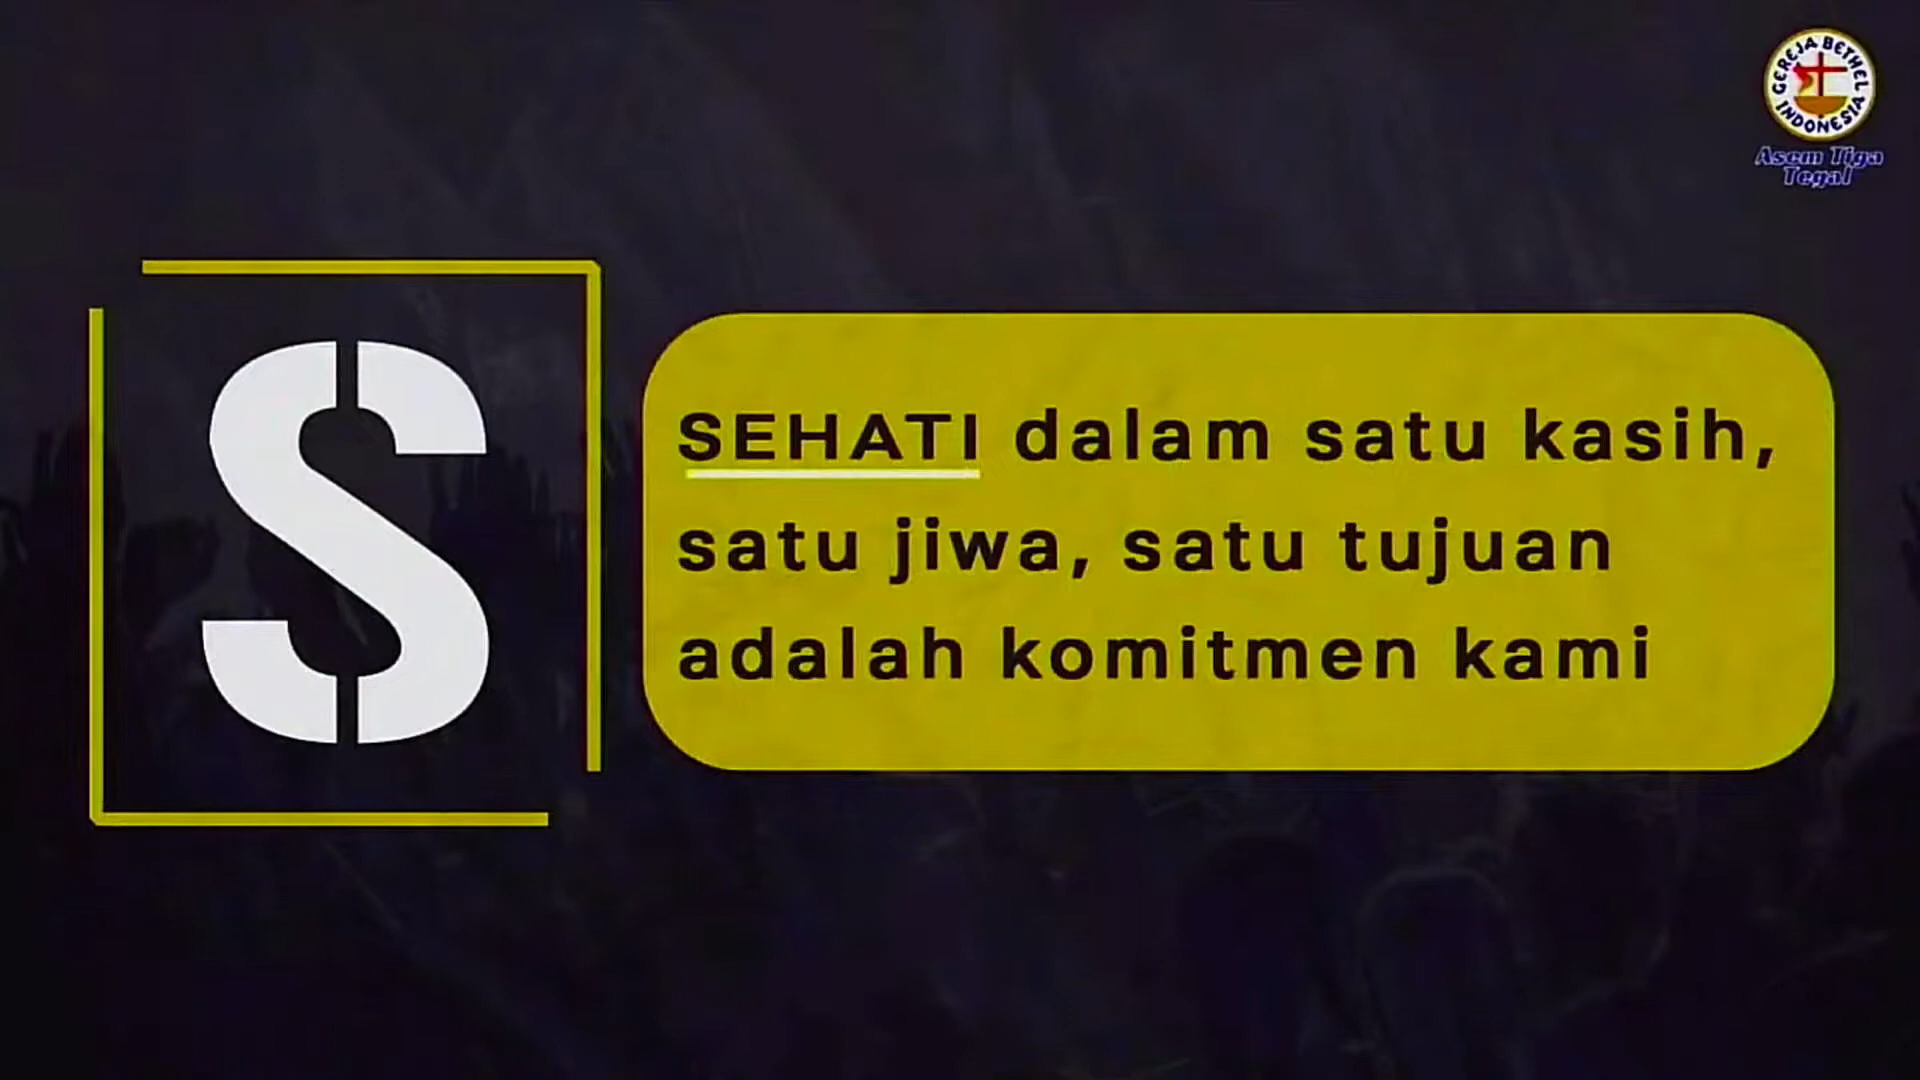 GEREJA BETHEL
INDONESIA
Asem Tiga
Tegal
S
SEHATI dalam satu kasih,
satu jiwa, satu tujuan
adalah komitmen kami